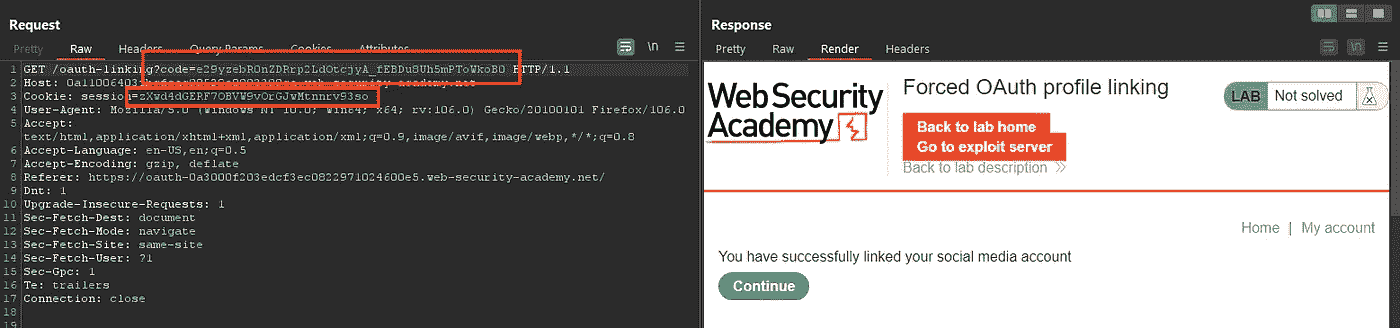 Request
Pretty Raw Headers Query Params Cookies Attributes
\n
1 GET /oauth-linking?code=e29yzebR0nZDRrp2LdOtcjyA_fEBDuSUh5mPToWkoB0 HTTP/1.1
2 Host:
3 Cookie: session=zXwd4dGERF7OBVW9vOrGJwMtnnrv93so
4 User-Agent: Mozilla/5.0 (Windows NT 10.0; Win64; x64; rv:106.0) Gecko/20100101 Firefox/106.0
5 Accept:
text/html,application/xhtml+xml,application/xml;q=0.9,image/avif,image/webp,*/*;q=0.8
6 Accept-Language: en-US,en;q=0.5
7 Accept-Encoding: gzip, deflate
8 Referer: https://oauth-0a3000f203edcf3ec0822971024600e5.web-security-academy.net/
9 Dnt: 1
10 Upgrade-Insecure-Requests: 1
11 Sec-Fetch-Dest: document
12 Sec-Fetch-Mode: navigate
13 Sec-Fetch-Site: same-site
14 Sec-Fetch-User: ?1
15 Sec-Gpc: 1
16 Te: trailers
17 Connection: close
18
19
Response
Pretty Raw Render Headers
\n
Web Security
Academy
Forced OAuth profile linking
LAB Not solved
Back to lab home
Go to exploit server
Back to lab description
Home | My account
You have successfully linked your social media account
Continue